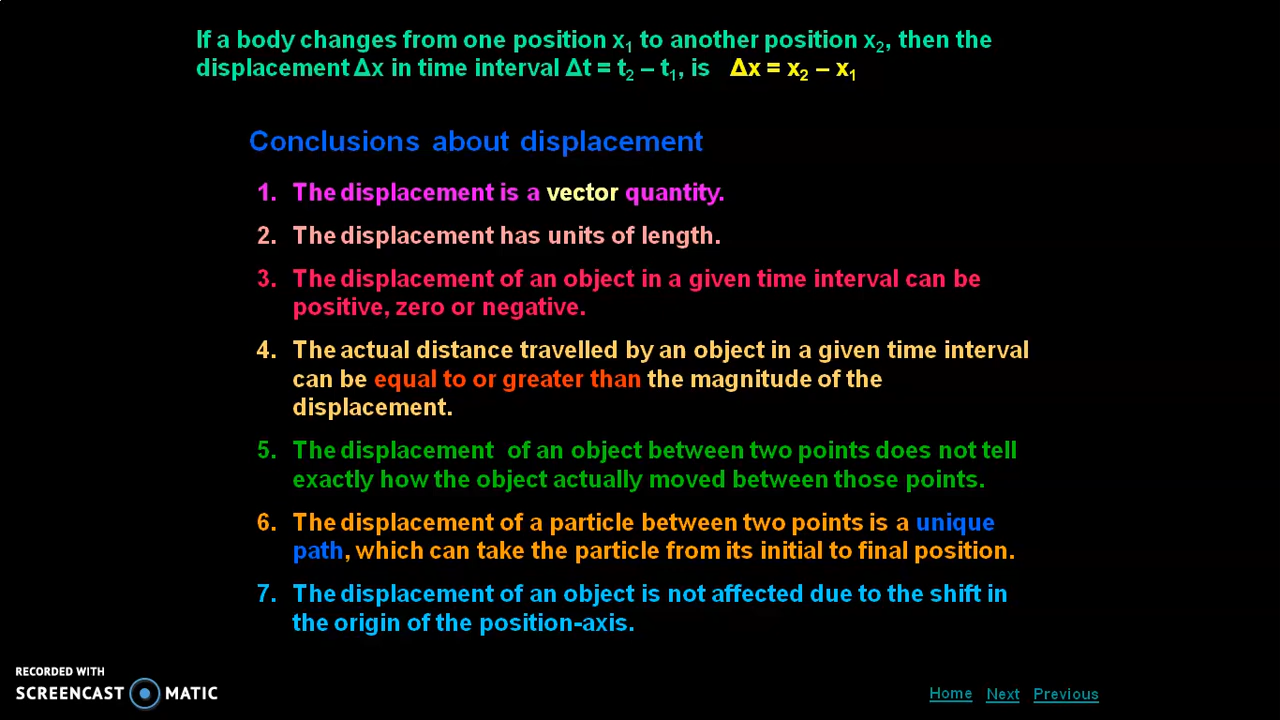 If a body changes from one position x₁ to another position x₂, then the
displacement Δx in time interval Δt = t₂ – t₁, is Δx = x₂ – x₁
Conclusions about displacement
1. The displacement is a vector quantity.
2. The displacement has units of length.
3. The displacement of an object in a given time interval can be
positive, zero or negative.
4. The actual distance travelled by an object in a given time interval
can be equal to or greater than the magnitude of the
displacement.
5. The displacement of an object between two points does not tell
exactly how the object actually moved between those points.
6. The displacement of a particle between two points is a unique
path, which can take the particle from its initial to final position.
7. The displacement of an object is not affected due to the shift in
the origin of the position-axis.
RECORDED WITH
SCREENCAST MATIC
Home Next Previous